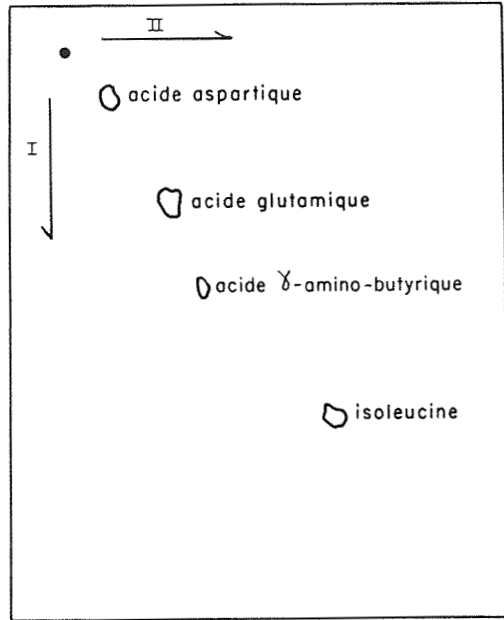 II
acide aspartique
I
acide glutamique
acide γ-amino-butyrique
isoleucine